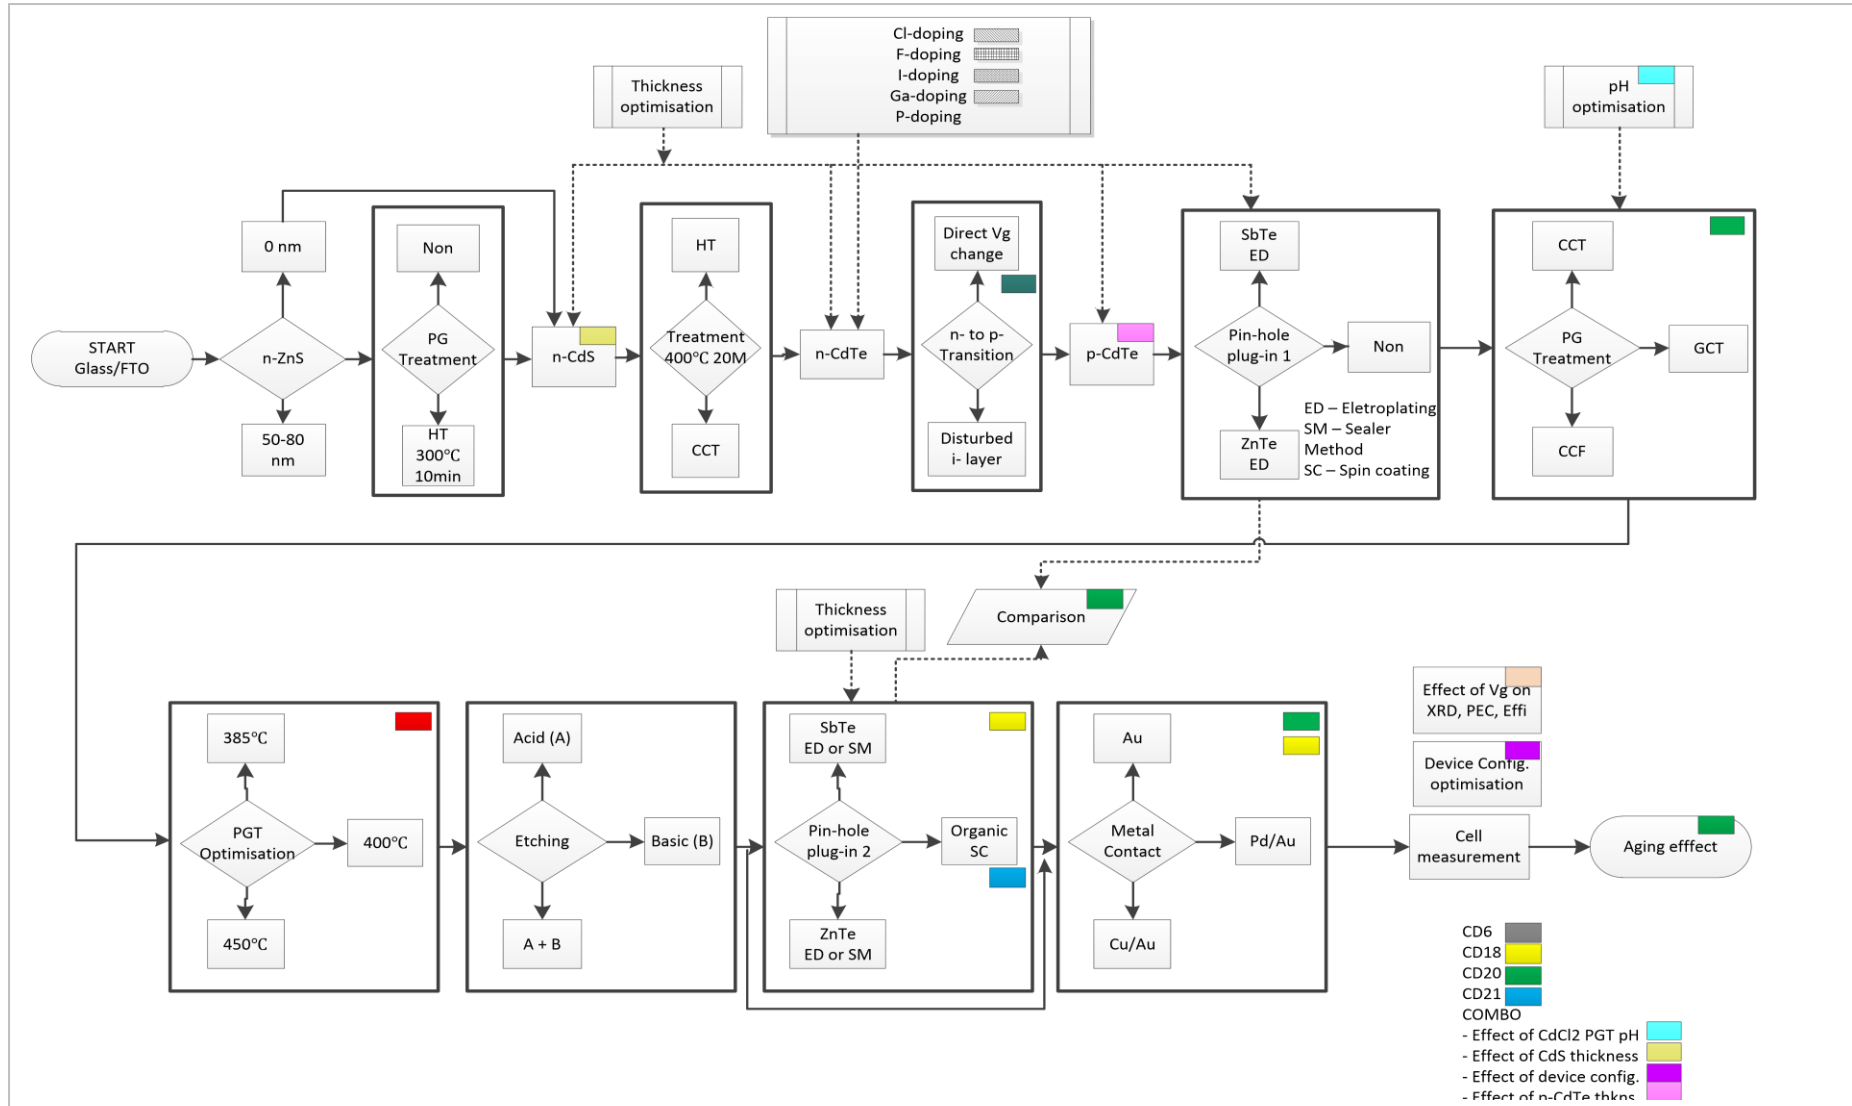 Cl-doping
F-doping
I-doping
Ga-doping
P-doping
Thickness
optimisation
pH
optimisation
0 nm
Non
HT
Direct Vg
change
SbTe
ED
CCT
START
Glass/FTO
n-ZnS
PG
Treatment
n-CdS
Treatment
400℃ 20M
n-CdTe
n- to p-
Transition
p-CdTe
Pin-hole
plug-in 1
Non
PG
Treatment
GCT
50-80
nm
HT
300℃
10min
CCT
Disturbed
i- layer
ZnTe
ED
ED – Eletroplating
SM – Sealer
Method
SC – Spin coating
CCF
Thickness
optimisation
Comparison
385℃
Acid (A)
SbTe
ED or SM
Au
Effect of Vg on
XRD, PEC, Effi
Device Config.
optimisation
PGT
Optimisation
400℃
Etching
Basic (B)
Pin-hole
plug-in 2
Organic
SC
Metal
Contact
Pd/Au
Cell
measurement
Aging efffect
450℃
A + B
ZnTe
ED or SM
Cu/Au
CD6
CD18
CD20
CD21
COMBO
- Effect of CdCl2 PGT pH
- Effect of CdS thickness
- Effect of device config.
- Effect of p-CdTe thkns